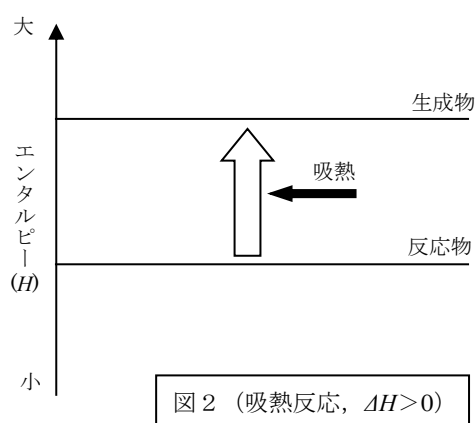 大
生成物
エンタルピー(H)
吸熱
反応物
小
図2 (吸熱反応, ΔH>0)